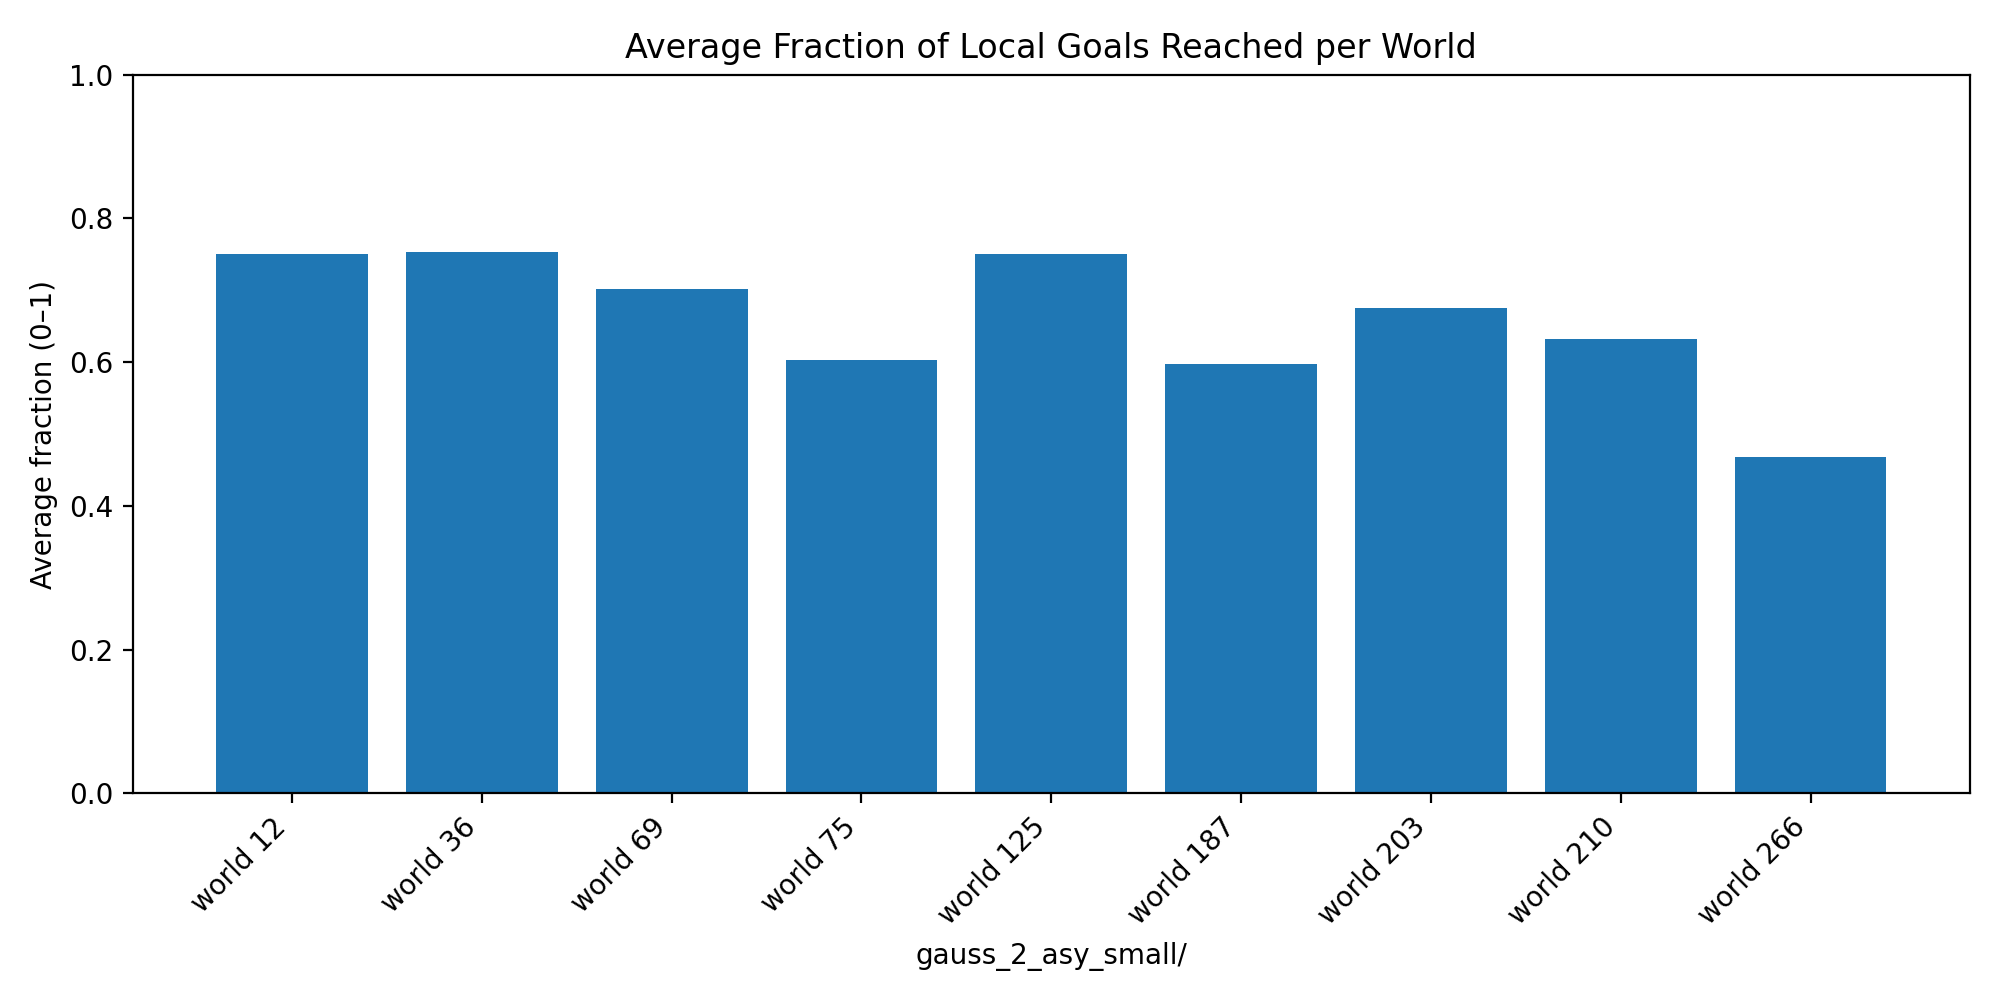 Average Fraction of Local Goals Reached per World
1.0
0.8
0.6
0.4
0.2
0.0
Average fraction (0–1)
world 12
world 36
world 69
world 75
world 125
world 187
world 203
world 210
world 266
gauss_2_asy_small/